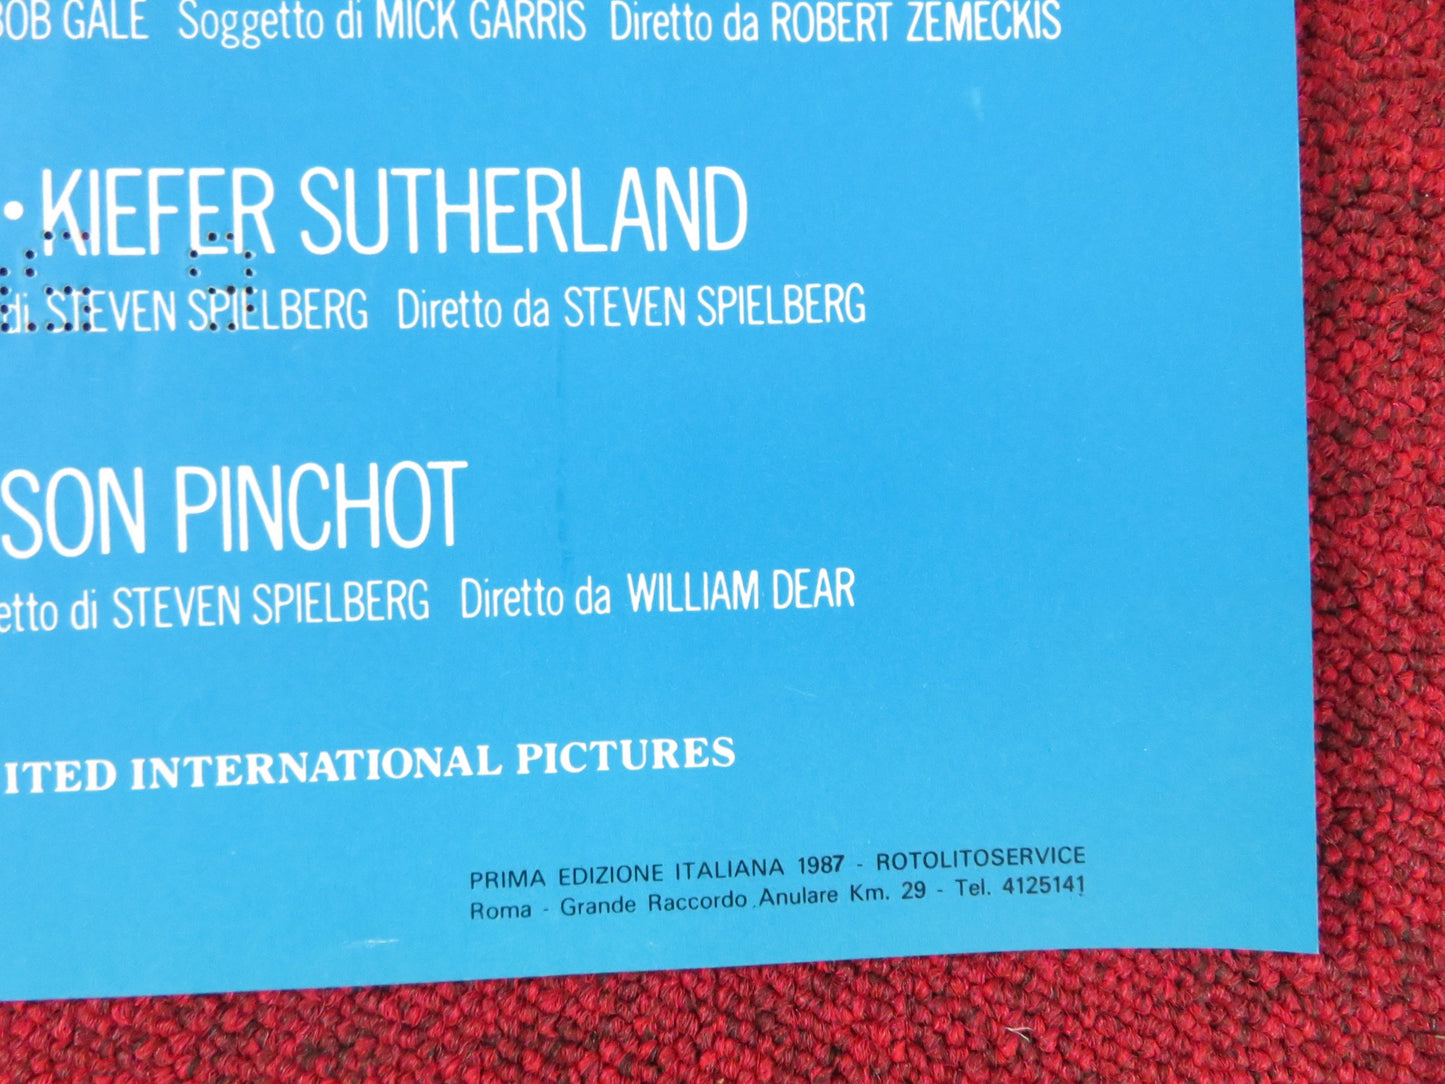 BOB GALE Soggetto di MICK GARRIS Diretto da ROBERT ZEMECKIS
• KIEFER SUTHERLAND
di STEVEN SPIELBERG Diretto da STEVEN SPIELBERG
SON PINCHOT
etto di STEVEN SPIELBERG Diretto da WILLIAM DEAR
ITED INTERNATIONAL PICTURES
PRIMA EDIZIONE ITALIANA 1987 - ROTOLITOSERVICE
Roma - Grande Raccordo Anulare Km. 29 - Tel. 4125141